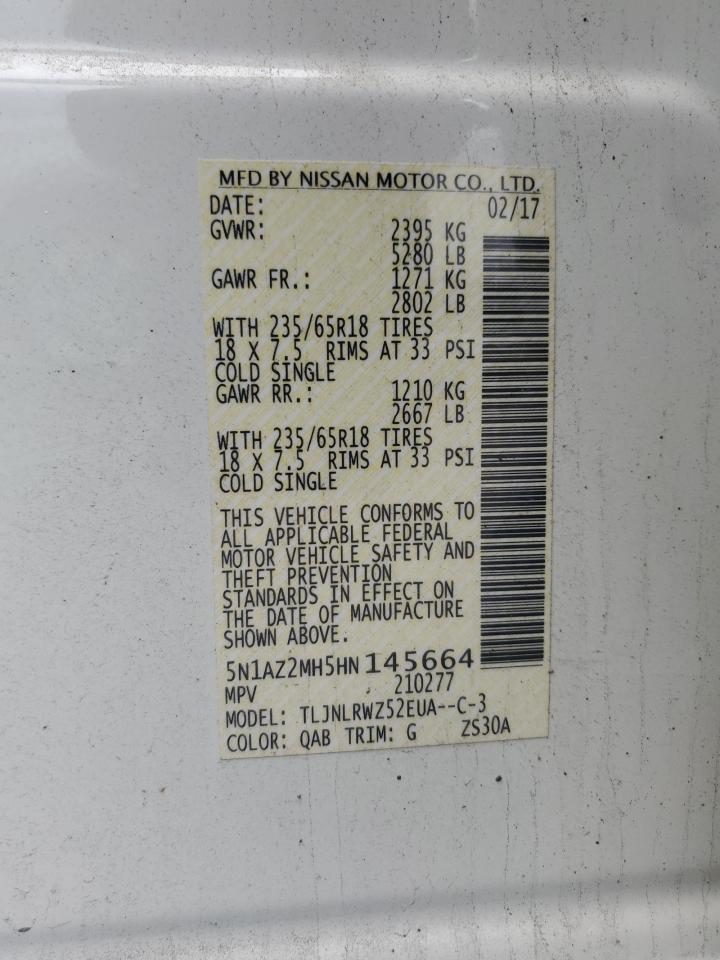 MFD BY NISSAN MOTOR CO., LTD.
DATE: 02/17
GVWR: 2395 KG
5280 LB
GAWR FR.: 1271 KG
2802 LB
WITH 235/65R18 TIRES
18 X 7.5 RIMS AT 33 PSI
COLD SINGLE
GAWR RR.: 1210 KG
2667 LB
WITH 235/65R18 TIRES
18 X 7.5 RIMS AT 33 PSI
COLD SINGLE
THIS VEHICLE CONFORMS TO
ALL APPLICABLE FEDERAL
MOTOR VEHICLE SAFETY AND
THEFT PREVENTION
STANDARDS IN EFFECT ON
THE DATE OF MANUFACTURE
SHOWN ABOVE.
5N1AZ2MH5HN145664
MPV 210277
MODEL: TLJNLRWZ52EUA--C-3
COLOR: QAB TRIM: G ZS30A